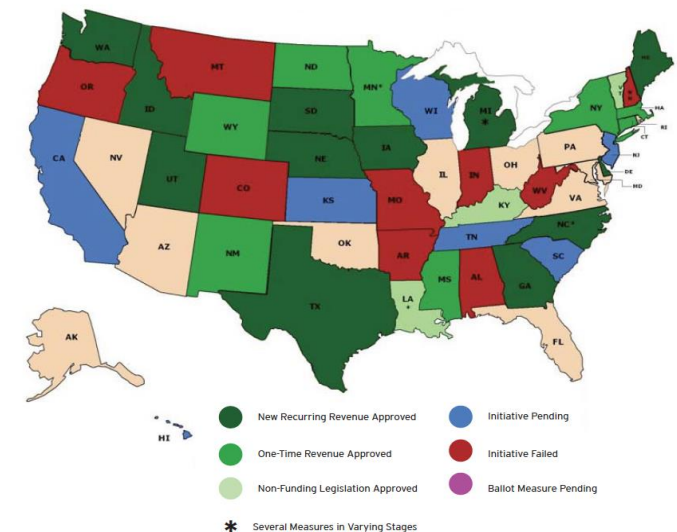 WA
MT
ND
MN*
ME
OR
ID
SD
WI
MI
*
VT
*
NY
MA
WY
RI
CT
NE
IA
PA
NJ
CA
NV
UT
CO
IL
IN
OH
DE
MD
KS
MO
WV
VA
KY
AZ
NM
OK
AR
TN
NC*
SC
TX
MS
AL
GA
LA
*
AK
FL
HI
New Recurring Revenue Approved
Initiative Pending
One-Time Revenue Approved
Initiative Failed
Non-Funding Legislation Approved
Ballot Measure Pending
* Several Measures in Varying Stages